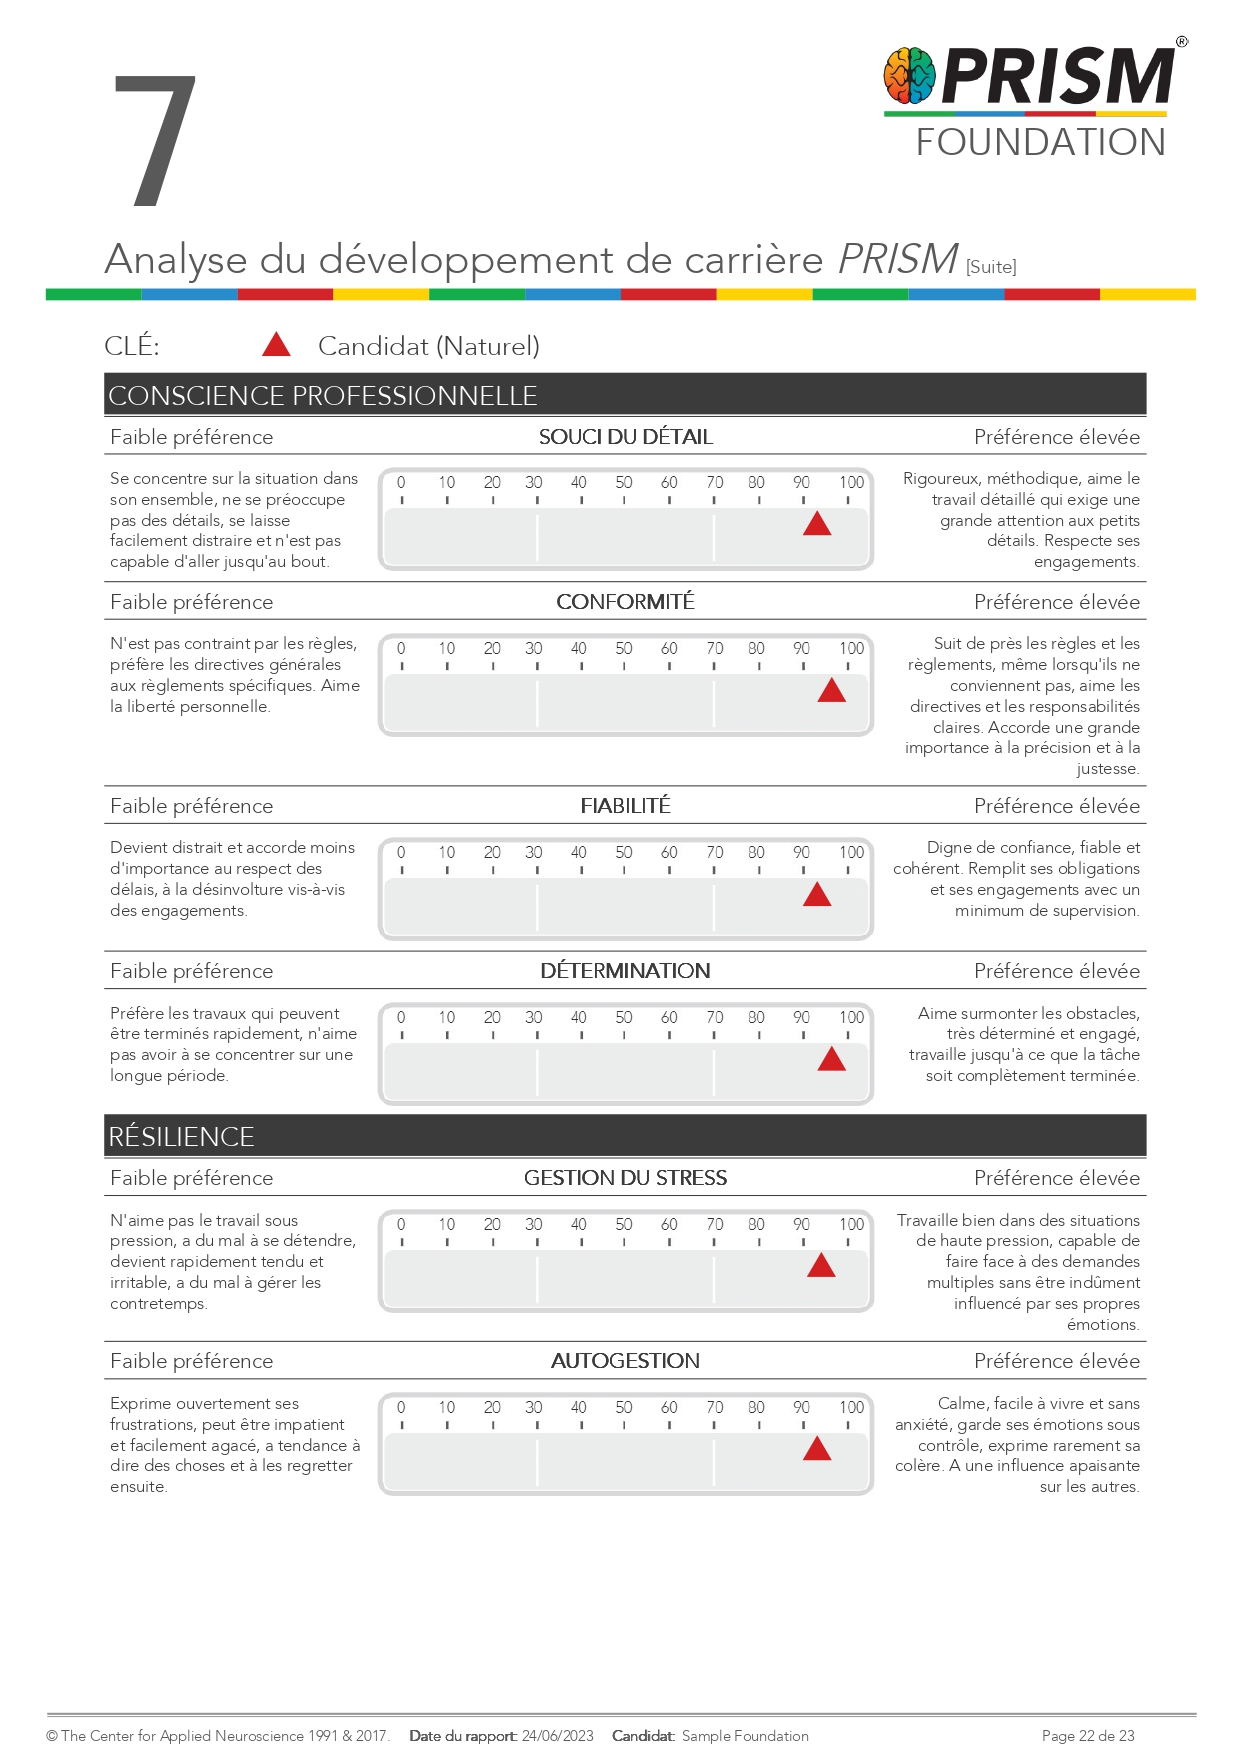 7
PRISM®
FOUNDATION
Analyse du développement de carrière PRISM [Suite]
CLÉ: Candidat (Naturel)
CONSCIENCE PROFESSIONNELLE
Faible préférence SOUCI DU DÉTAIL Préférence élevée
Se concentre sur la situation dans
son ensemble, ne se préoccupe
pas des détails, se laisse
facilement distraire et n'est pas
capable d'aller jusqu'au bout.
0 10 20 30 40 50 60 70 80 90 100
Rigoureux, méthodique, aime le
travail détaillé qui exige une
grande attention aux petits
détails. Respecte ses
engagements.
Faible préférence CONFORMITÉ Préférence élevée
N'est pas contraint par les règles,
préfère les directives générales
aux règlements spécifiques. Aime
la liberté personnelle.
0 10 20 30 40 50 60 70 80 90 100
Suit de près les règles et les
règlements, même lorsqu'ils ne
conviennent pas, aime les
directives et les responsabilités
claires. Accorde une grande
importance à la précision et à la
justesse.
Faible préférence FIABILITÉ Préférence élevée
Devient distrait et accorde moins
d'importance au respect des
délais, à la désinvolture vis-à-vis
des engagements.
0 10 20 30 40 50 60 70 80 90 100
Digne de confiance, fiable et
cohérent. Remplit ses obligations
et ses engagements avec un
minimum de supervision.
Faible préférence DÉTERMINATION Préférence élevée
Préfère les travaux qui peuvent
être terminés rapidement, n'aime
pas avoir à se concentrer sur une
longue période.
0 10 20 30 40 50 60 70 80 90 100
Aime surmonter les obstacles,
très déterminé et engagé,
travaille jusqu'à ce que la tâche
soit complètement terminée.
RÉSILIENCE
Faible préférence GESTION DU STRESS Préférence élevée
N'aime pas le travail sous
pression, a du mal à se détendre,
devient rapidement tendu et
irritable, a du mal à gérer les
contretemps.
0 10 20 30 40 50 60 70 80 90 100
Travaille bien dans des situations
de haute pression, capable de
faire face à des demandes
multiples sans être indûment
influencé par ses propres
émotions.
Faible préférence AUTOGESTION Préférence élevée
Exprime ouvertement ses
frustrations, peut être impatient
et facilement agacé, a tendance à
dire des choses et à les regretter
ensuite.
0 10 20 30 40 50 60 70 80 90 100
Calme, facile à vivre et sans
anxiété, garde ses émotions sous
contrôle, exprime rarement sa
colère. A une influence apaisante
sur les autres.
© The Center for Applied Neuroscience 1991 & 2017. Date du rapport: 24/06/2023 Candidat: Sample Foundation Page 22 de 23